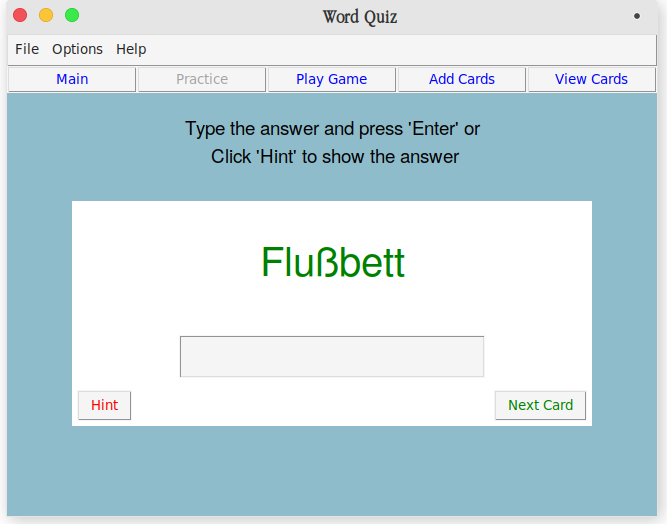 Word Quiz
File Options Help
Main Practice Play Game Add Cards View Cards
Type the answer and press 'Enter' or
Click 'Hint' to show the answer
Flußbett
Hint Next Card